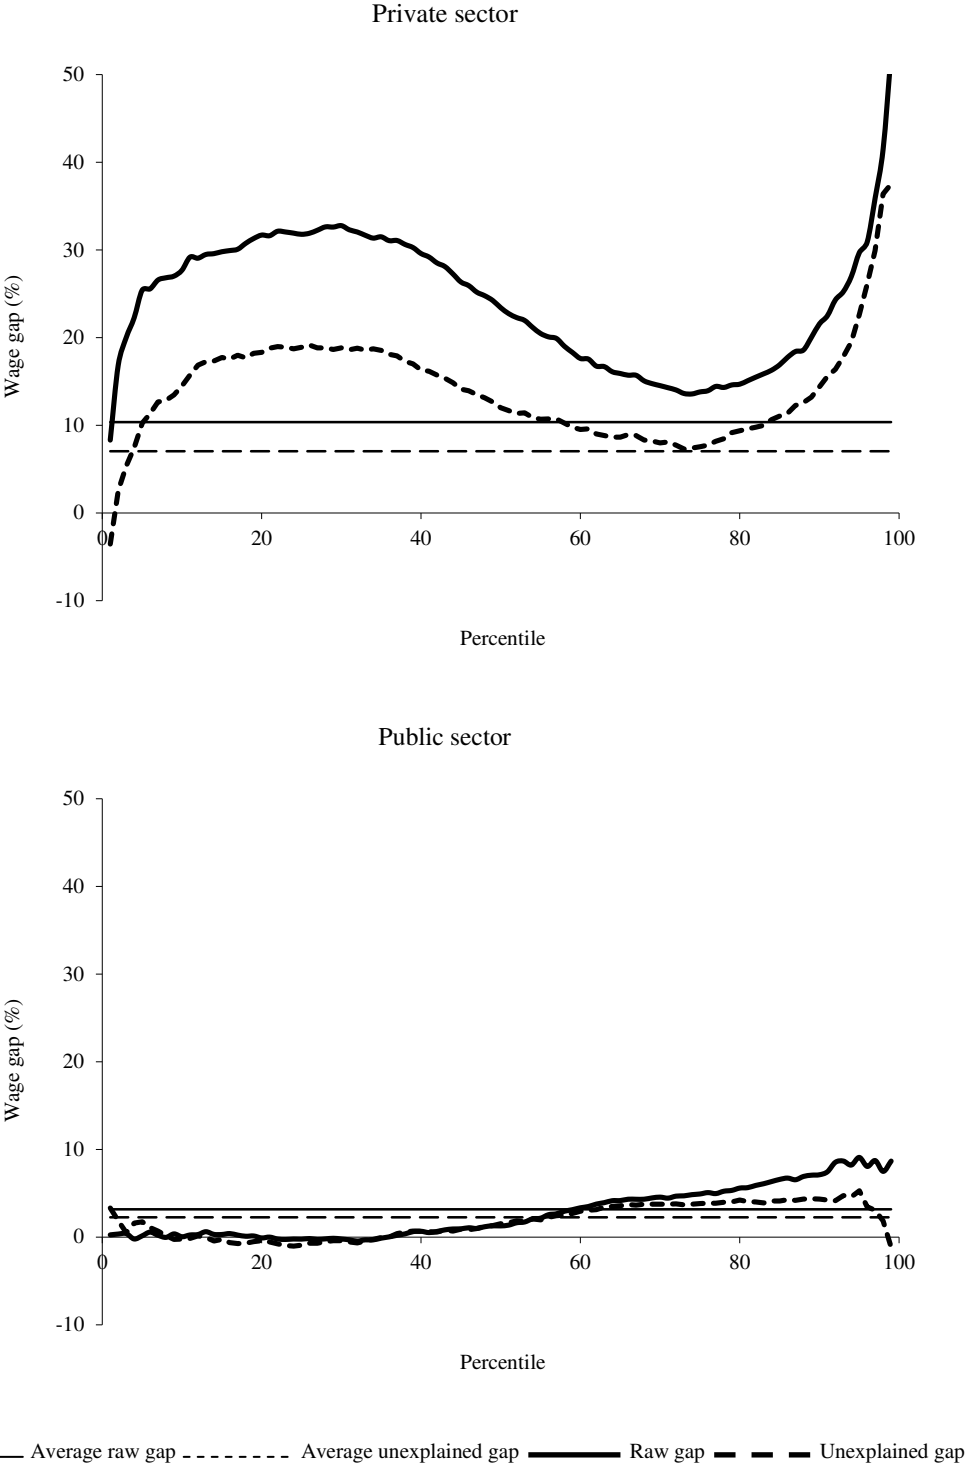 Private sector
50
40
30
20
10
0
-10
0 20 40 60 80 100
Wage gap (%)
Percentile
Public sector
50
40
30
20
10
0
-10
0 20 40 60 80 100
Wage gap (%)
Percentile
Average raw gap Average unexplained gap Raw gap Unexplained gap